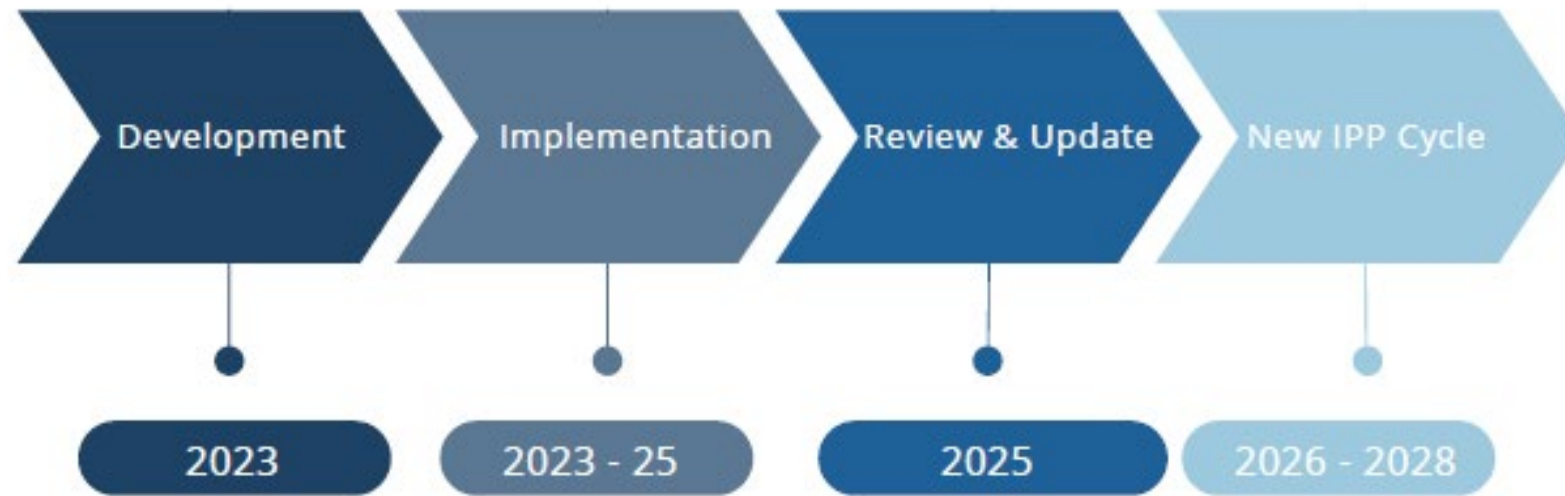 Development
Implementation
Review & Update
New IPP Cycle
2023
2023 - 25
2025
2026 - 2028